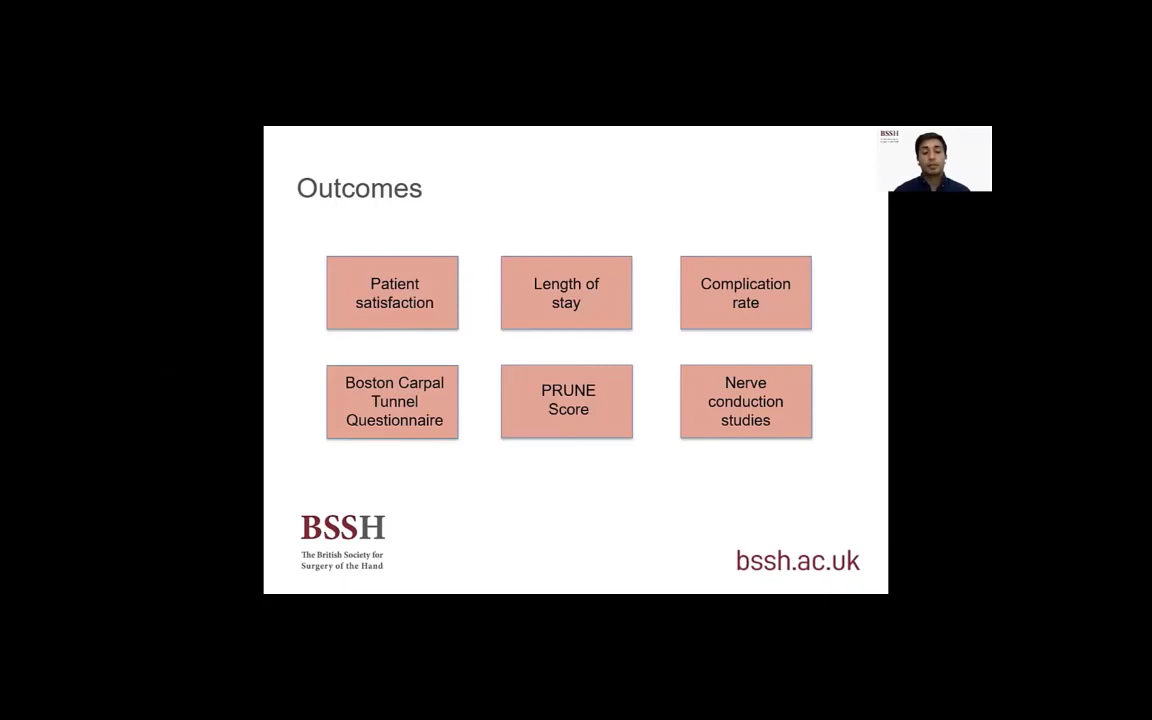 BSSH
Outcomes
Patient
satisfaction
Length of
stay
Complication
rate
Boston Carpal
Tunnel
Questionnaire
PRUNE
Score
Nerve
conduction
studies
BSSH
The British Society for
Surgery of the Hand
bssh.ac.uk